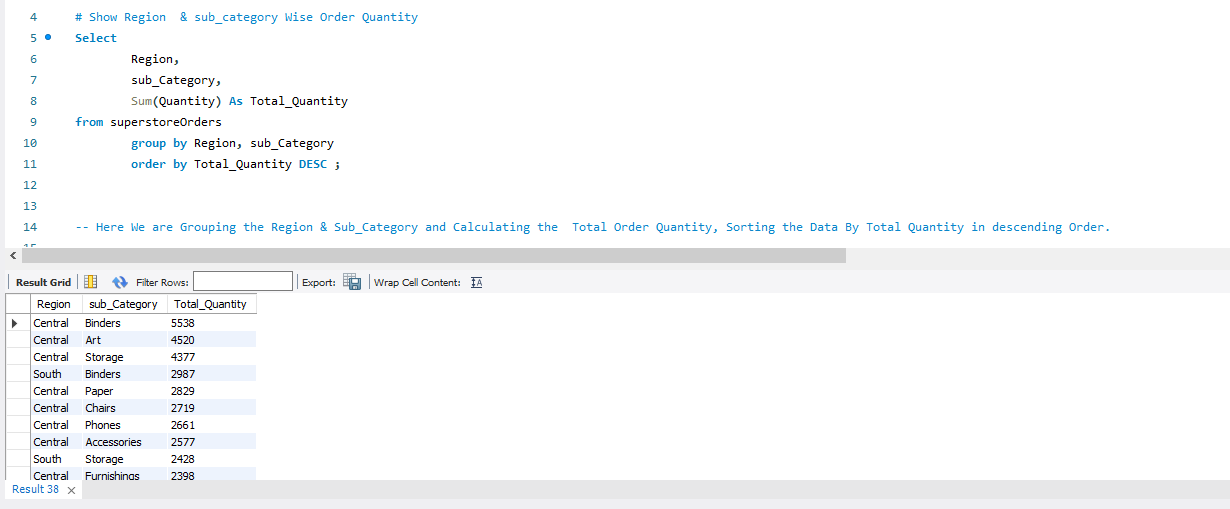 4 # Show Region  & sub_category Wise Order Quantity
5 Select
6 Region,
7 sub_Category,
8 Sum(Quantity) As Total_Quantity
9 from superstoreOrders
10 group by Region, sub_Category
11 order by Total_Quantity DESC ;
12
13
14 -- Here We are Grouping the Region & Sub_Category and Calculating the  Total Order Quantity, Sorting the Data By Total Quantity in descending Order.
15
Result Grid Filter Rows: Export: Wrap Cell Content: IA
Region sub_Category Total_Quantity
Central Binders 5538
Central Art 4520
Central Storage 4377
South Binders 2987
Central Paper 2829
Central Chairs 2719
Central Phones 2661
Central Accessories 2577
South Storage 2428
Central Furnishings 2398
Result 38 ×